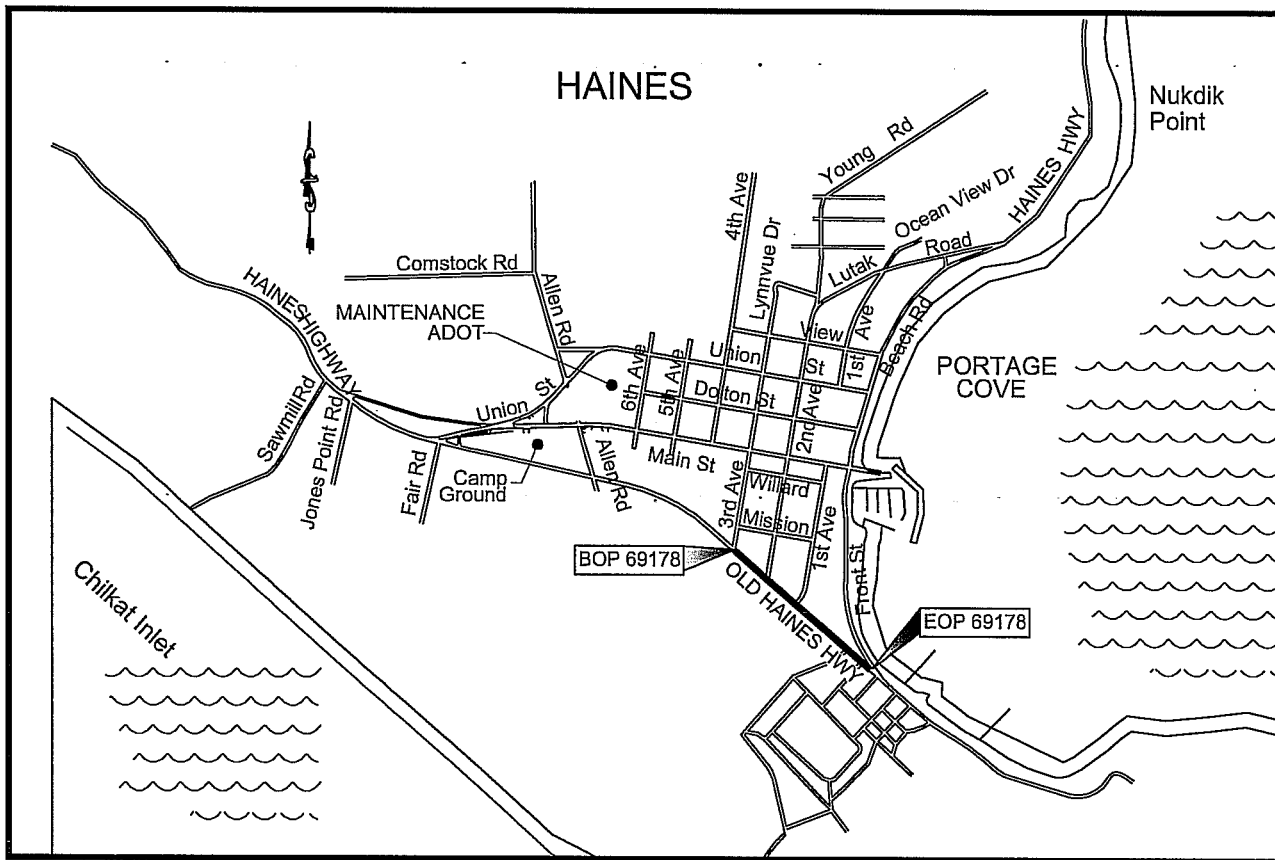 HAINES
Nukdik
Point
Young Rd
HAINES HWY
Ocean View Dr
4th Ave
Lynnvue Dr
Lutak Road
Comstock Rd
Allen Rd
HAINESHIGHWAY
MAINTENANCE
ADOT
View
Union St
1st Ave
Beach Rd
PORTAGE
COVE
6th Ave
5th Ave
Dolton St
2nd Ave
Union St
Sawmill Rd
Jones Point Rd
Fair Rd
Camp
Ground
Allen Rd
Main St
3rd Ave
Willard
Mission
1st Ave
Front St
BOP 69178
OLD HAINES HWY
EOP 69178
Chilkat Inlet